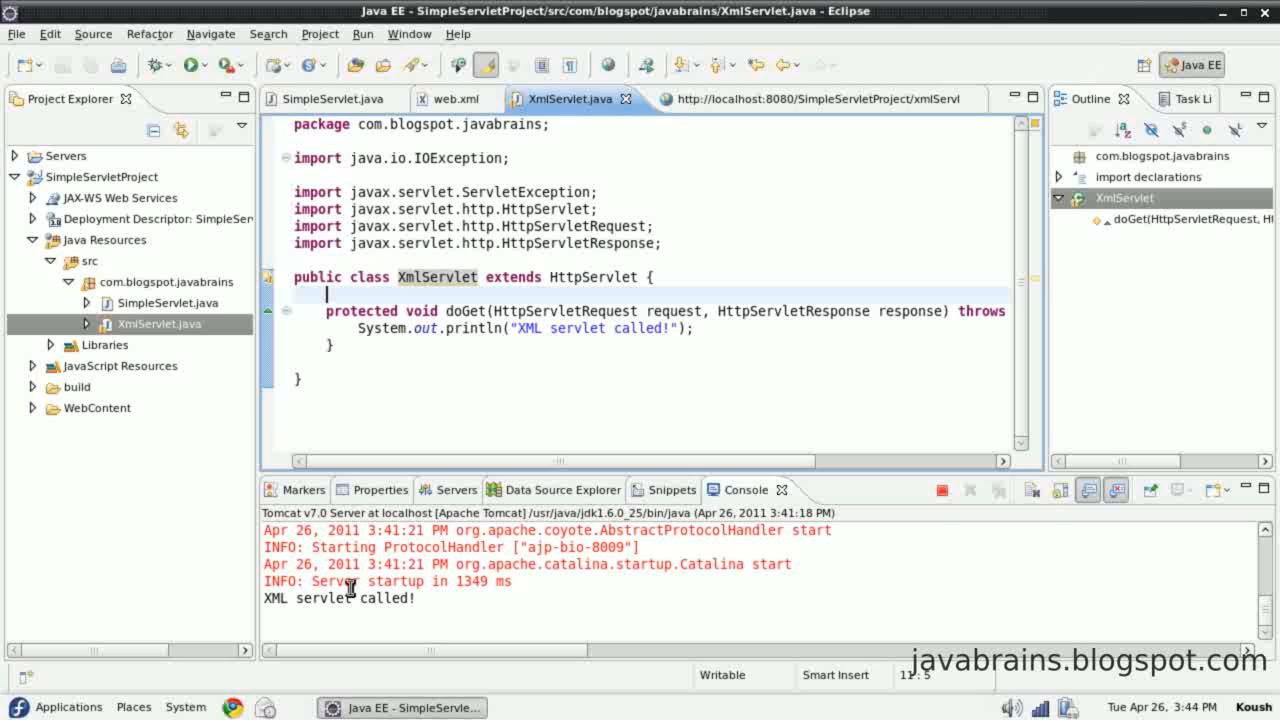 Java EE - SimpleServletProject/src/com/blogspot/javabrains/XmlServlet.java - Eclipse
File Edit Source Refactor Navigate Search Project Run Window Help
Java EE
Project Explorer
SimpleServlet.java
web.xml
XmlServlet.java
http://localhost:8080/SimpleServletProject/xmlServl
Outline
Task Li
Servers
SimpleServletProject
JAX-WS Web Services
Deployment Descriptor: SimpleSer
Java Resources
src
com.blogspot.javabrains
SimpleServlet.java
XmlServlet.java
Libraries
JavaScript Resources
build
WebContent
package com.blogspot.javabrains;
import java.io.IOException;
import javax.servlet.ServletException;
import javax.servlet.http.HttpServlet;
import javax.servlet.http.HttpServletRequest;
import javax.servlet.http.HttpServletResponse;
public class XmlServlet extends HttpServlet {
protected void doGet(HttpServletRequest request, HttpServletResponse response) throws
System.out.println("XML servlet called!");
}
}
com.blogspot.javabrains
import declarations
XmlServlet
doGet(HttpServletRequest, Ht
Markers Properties Servers Data Source Explorer Snippets Console
Tomcat v7.0 Server at localhost [Apache Tomcat] /usr/java/jdk1.6.0_25/bin/java (Apr 26, 2011 3:41:18 PM)
Apr 26, 2011 3:41:21 PM org.apache.coyote.AbstractProtocolHandler start
INFO: Starting ProtocolHandler ["ajp-bio-8009"]
Apr 26, 2011 3:41:21 PM org.apache.catalina.startup.Catalina start
INFO: Server startup in 1349 ms
XML servlet called!
javabrains.blogspot.com
Writable
Smart Insert
11 : 5
Applications Places System
Java EE - SimpleServle...
Tue Apr 26, 3:44 PM
Koush